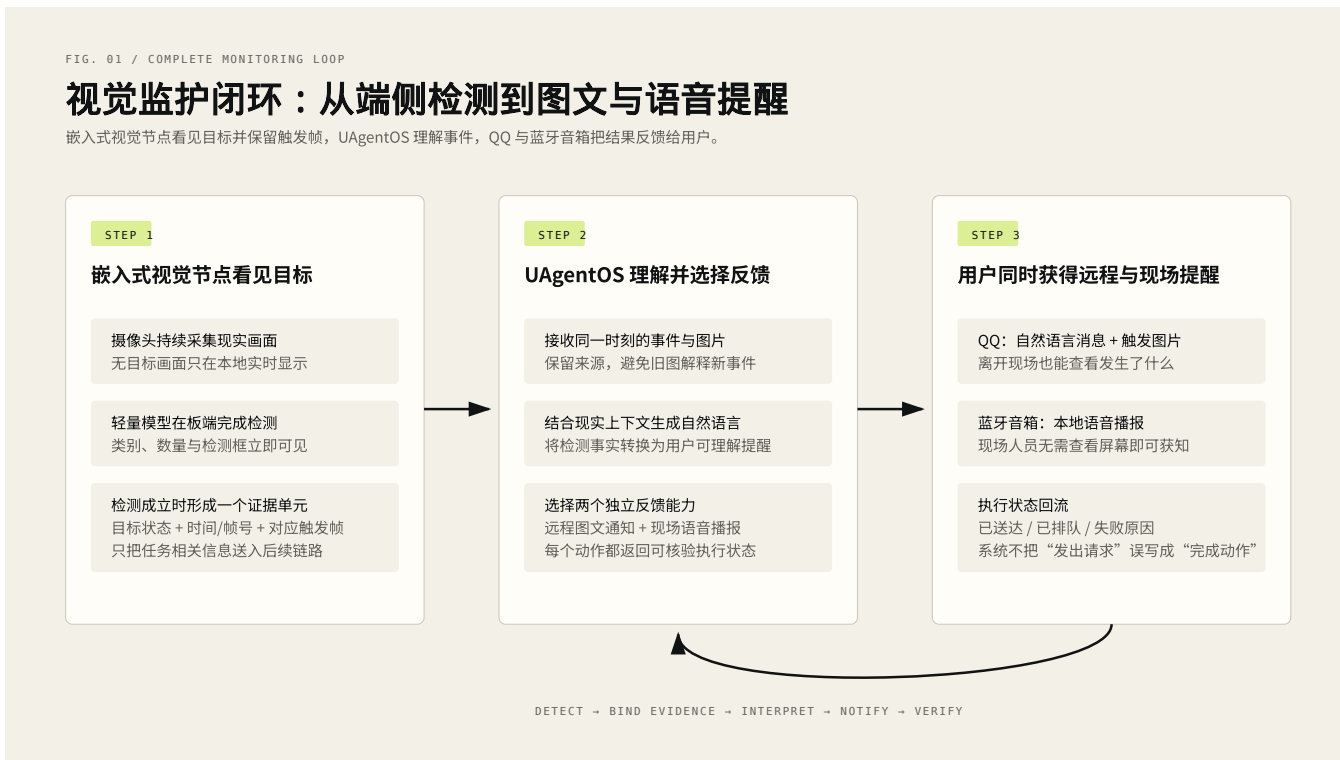 FIG. 01 / COMPLETE MONITORING LOOP
视觉监护闭环：从端侧检测到图文与语音提醒
嵌入式视觉节点看见目标并保留触发帧，UAgentOS 理解事件，QQ 与蓝牙音箱把结果反馈给用户。
STEP 1
嵌入式视觉节点看见目标
摄像头持续采集现实画面
无目标画面只在本地实时显示
轻量模型在板端完成检测
类别、数量与检测框立即可见
检测成立时形成一个证据单元
目标状态 + 时间/帧号 + 对应触发帧
只把任务相关信息送入后续链路
STEP 2
UAgentOS 理解并选择反馈
接收同一时刻的事件与图片
保留来源，避免旧图解释新事件
结合现实上下文生成自然语言
将检测事实转换为用户可理解提醒
选择两个独立反馈能力
远程图文通知 + 现场语音播报
每个动作都返回可核验执行状态
STEP 3
用户同时获得远程与现场提醒
QQ：自然语言消息 + 触发图片
离开现场也能查看发生了什么
蓝牙音箱：本地语音播报
现场人员无需查看屏幕即可获知
执行状态回流
已送达 / 已排队 / 失败原因
系统不把“发出请求”误写成“完成动作”
DETECT → BIND EVIDENCE → INTERPRET → NOTIFY → VERIFY